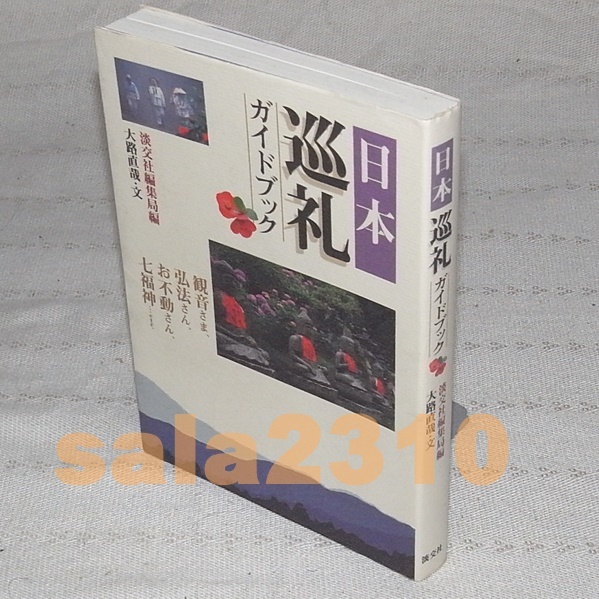 日本
巡礼
ガイドブック
淡交社編集局編
大路直哉・文
観音さま、
弘法さん、
お不動さん、
七福神……
日本
巡礼
ガイドブック
淡交社編集局編
大路直哉・文
淡交社
sala2310